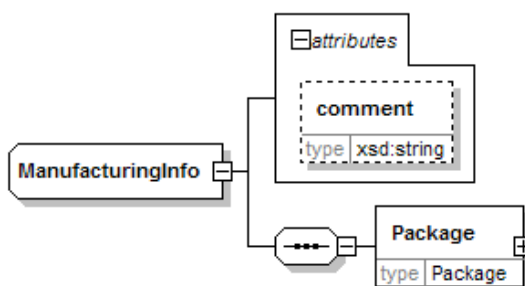 attributes
comment
type xsd:string
ManufacturingInfo
Package
type Package